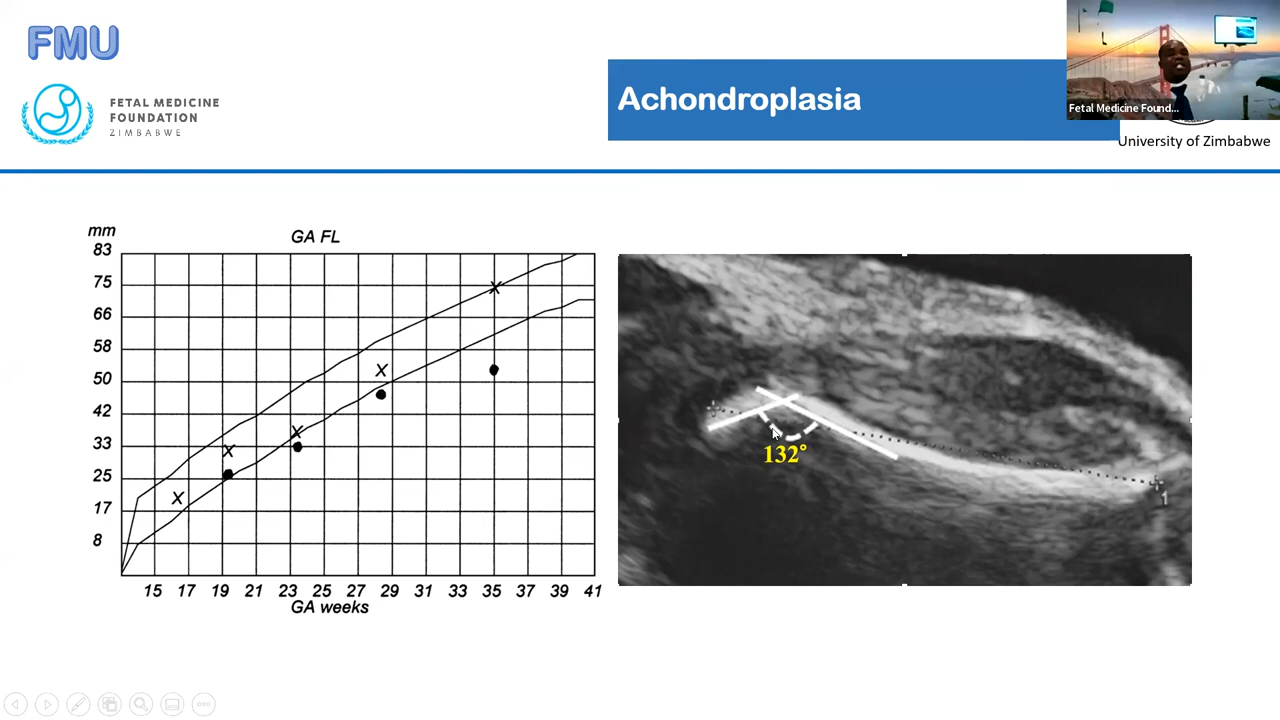 FMU
FETAL MEDICINE
FOUNDATION
ZIMBABWE
Achondroplasia
Fetal Medicine Found...
University of Zimbabwe
mm
GA FL
83
75
66
58
50
42
33
25
17
8
15 17 19 21 23 25 27 29 31 33 35 37 39 41
GA weeks
132°
1